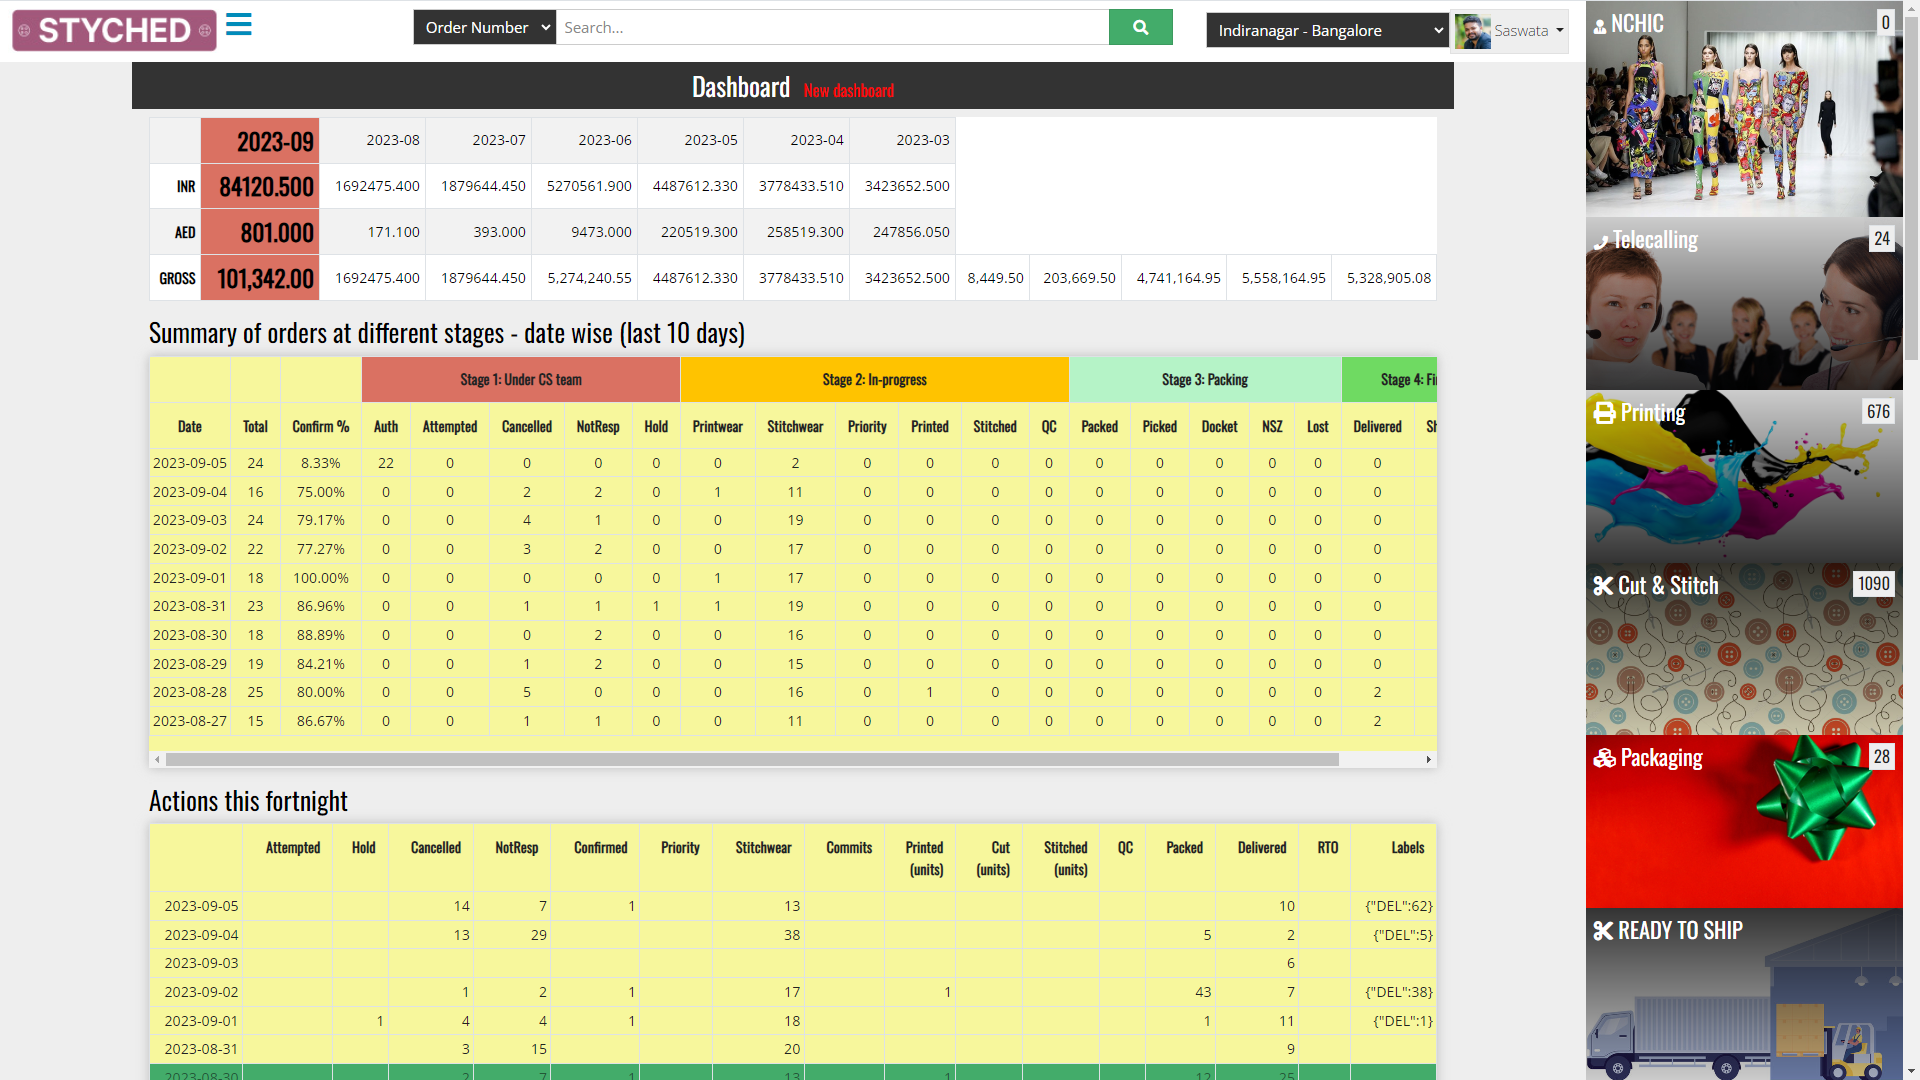 STYCHED
Order Number
Search...
Indiranagar - Bangalore
Saswata
Dashboard New dashboard
2023-09 2023-08 2023-07 2023-06 2023-05 2023-04 2023-03
INR 84120.500 1692475.400 1879644.450 5270561.900 4487612.330 3778433.510 3423652.500
AED 801.000 171.100 393.000 9473.000 220519.300 258519.300 247856.050
GROSS 101,342.00 1692475.400 1879644.450 5,274,240.55 4487612.330 3778433.510 3423652.500 8,449.50 203,669.50 4,741,164.95 5,558,164.95 5,328,905.08
Summary of orders at different stages - date wise (last 10 days)
Stage 1: Under CS team Stage 2: In-progress Stage 3: Packing Stage 4: Fi
Date Total Confirm % Auth Attempted Cancelled NotResp Hold Printwear Stitchwear Priority Printed Stitched QC Packed Picked Docket NSZ Lost Delivered Sh
2023-09-05 24 8.33% 22 0 0 0 0 0 2 0 0 0 0 0 0 0 0 0 0
2023-09-04 16 75.00% 0 0 2 2 0 1 11 0 0 0 0 0 0 0 0 0 0
2023-09-03 24 79.17% 0 0 4 1 0 0 19 0 0 0 0 0 0 0 0 0 0
2023-09-02 22 77.27% 0 0 3 2 0 0 17 0 0 0 0 0 0 0 0 0 0
2023-09-01 18 100.00% 0 0 0 0 0 1 17 0 0 0 0 0 0 0 0 0 0
2023-08-31 23 86.96% 0 0 1 1 1 1 19 0 0 0 0 0 0 0 0 0 0
2023-08-30 18 88.89% 0 0 0 2 0 0 16 0 0 0 0 0 0 0 0 0 0
2023-08-29 19 84.21% 0 0 1 2 0 0 15 0 0 0 0 0 0 0 0 0 0
2023-08-28 25 80.00% 0 0 5 0 0 0 16 0 1 0 0 0 0 0 0 0 2
2023-08-27 15 86.67% 0 0 1 1 0 0 11 0 0 0 0 0 0 0 0 0 2
Actions this fortnight
Attempted Hold Cancelled NotResp Confirmed Priority Stitchwear Commits Printed Cut Stitched QC Packed Delivered RTO Labels
(units) (units) (units)
2023-09-05 14 7 1 13 10 {"DEL":62}
2023-09-04 13 29 38 5 2 {"DEL":5}
2023-09-03 6
2023-09-02 1 2 1 17 1 43 7 {"DEL":38}
2023-09-01 1 4 4 1 18 1 11 {"DEL":1}
2023-08-31 3 15 20 9
2023-08-30 2 7 1 13 1 12 25
NCHIC 0
Telecalling 24
Printing 676
Cut & Stitch 1090
Packaging 28
READY TO SHIP